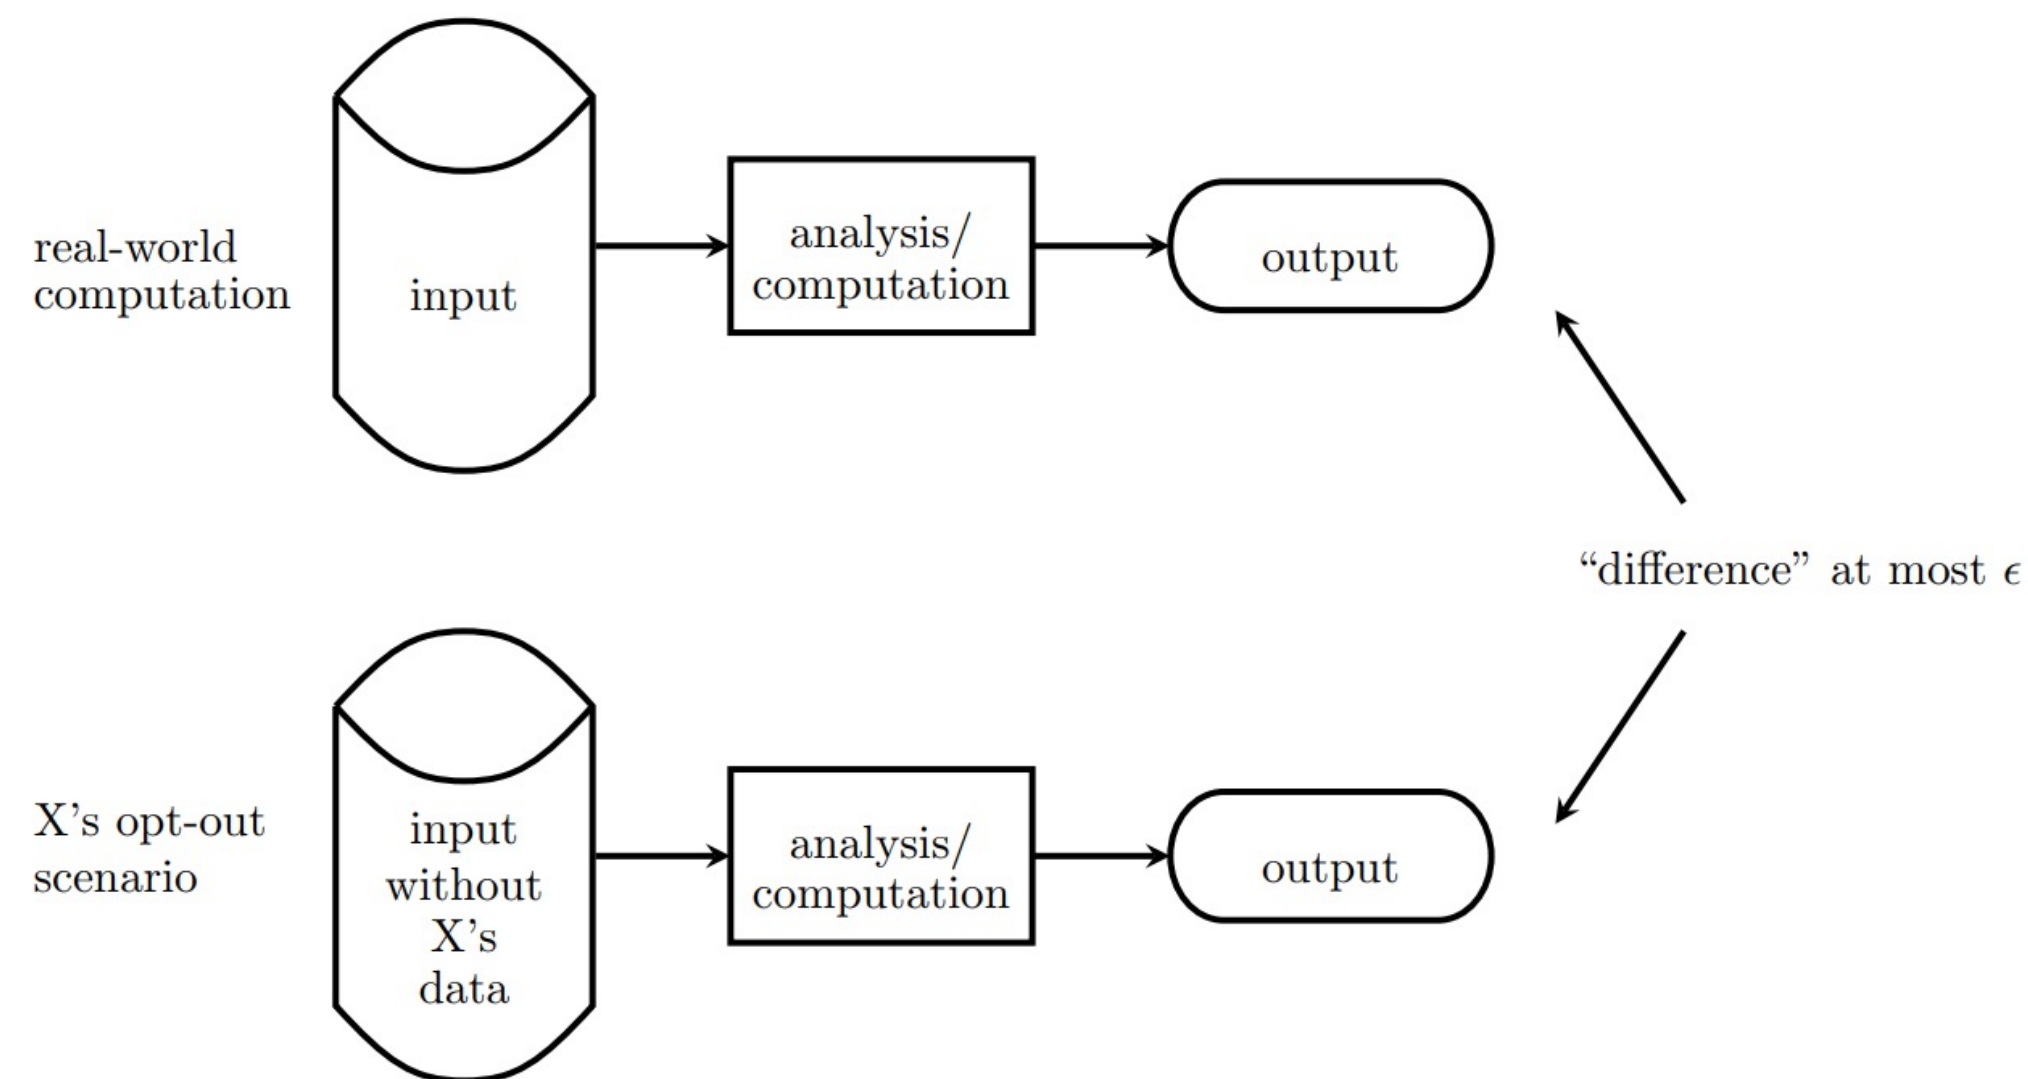 real-world
computation
input
analysis/
computation
output
“difference” at most ϵ
X’s opt-out
scenario
input
without
X’s
data
analysis/
computation
output